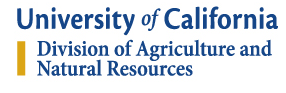 University of California
Division of Agriculture and
Natural Resources